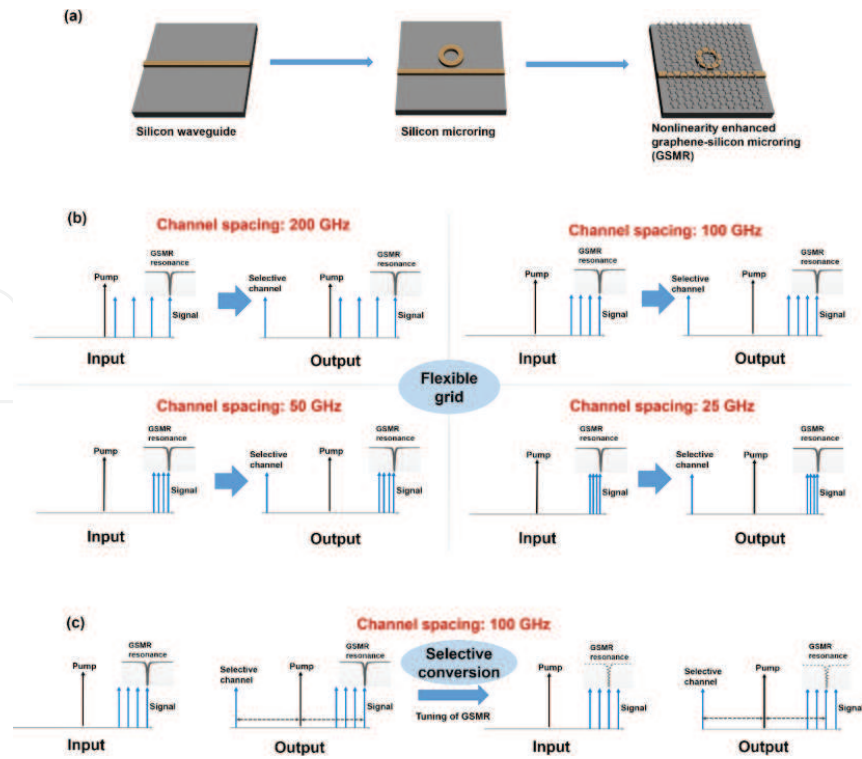 (a)
Silicon waveguide
Silicon microring
Nonlinearity enhanced
graphene-silicon microring
(GSMR)
(b)
Channel spacing: 200 GHz
GSMR
resonance
Pump
Signal
Input
GSMR
resonance
Selective
channel
Pump
Signal
Output
Channel spacing: 100 GHz
GSMR
resonance
Pump
Signal
Input
GSMR
resonance
Selective
channel
Pump
Signal
Output
Flexible
grid
Channel spacing: 50 GHz
GSMR
resonance
Pump
Signal
Input
GSMR
resonance
Selective
channel
Pump
Signal
Output
Channel spacing: 25 GHz
GSMR
resonance
Pump
Signal
Input
GSMR
resonance
Selective
channel
Pump
Signal
Output
(c)
Channel spacing: 100 GHz
GSMR
resonance
Pump
Signal
Input
GSMR
resonance
Selective
channel
Pump
Signal
Output
Selective
conversion
Tuning of GSMR
GSMR
resonance
Pump
Signal
Input
GSMR
resonance
Selective
channel
Pump
Signal
Output